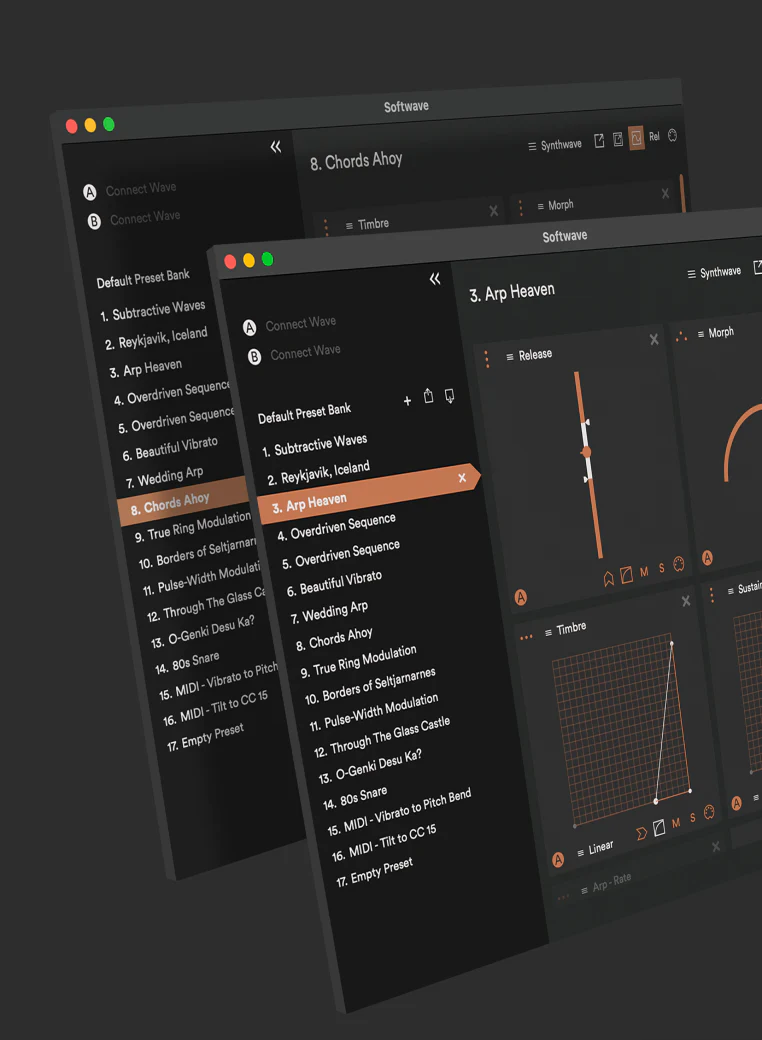 Softwave
A Connect Wave
B Connect Wave
Default Preset Bank
1. Subtractive Waves
2. Reykjavik, Iceland
3. Arp Heaven
4. Overdriven Sequence
5. Overdriven Sequence
6. Beautiful Vibrato
7. Wedding Arp
8. Chords Ahoy
9. True Ring Modulation
10. Borders of Seltjarnarn
11. Pulse-Width Modulati
12. Through The Glass Ca
13. O-Genki Desu Ka?
14. 80s Snare
15. MIDI - Vibrato to Pitch
16. MIDI - Tilt to CC 15
17. Empty Preset
8. Chords Ahoy
Synthwave
Rel
Timbre
Morph
Softwave
A Connect Wave
B Connect Wave
Default Preset Bank
1. Subtractive Waves
2. Reykjavik, Iceland
3. Arp Heaven
4. Overdriven Sequence
5. Overdriven Sequence
6. Beautiful Vibrato
7. Wedding Arp
8. Chords Ahoy
9. True Ring Modulation
10. Borders of Seltjarnarnes
11. Pulse-Width Modulation
12. Through The Glass Castle
13. O-Genki Desu Ka?
14. 80s Snare
15. MIDI - Vibrato to Pitch Bend
16. MIDI - Tilt to CC 15
17. Empty Preset
3. Arp Heaven
Synthwave
Release
A M S
Morph
A
Timbre
A Linear M S
Sustain
A
Arp - Rate